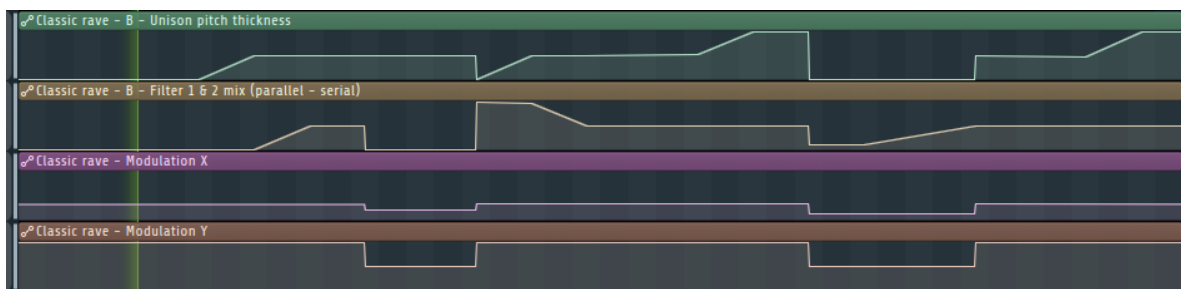 Classic rave - B - Unison pitch thickness
Classic rave - B - Filter 1 & 2 mix (parallel - serial)
Classic rave - Modulation X
Classic rave - Modulation Y